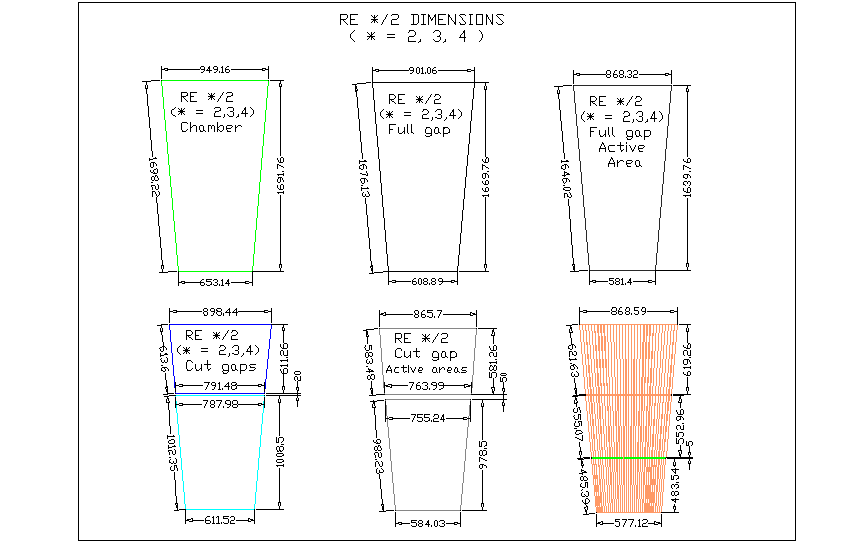 RE */2 DIMENSIONS
( * = 2, 3, 4 )
949.16
RE */2
(* = 2,3,4)
Chamber
1698.22
1691.76
653.14
901.06
RE */2
(* = 2,3,4)
Full gap
1676.13
1669.76
608.89
868.32
RE */2
(* = 2,3,4)
Full gap
Active
Area
1646.02
1639.76
581.4
898.44
RE */2
(* = 2,3,4)
Cut gaps
613.6
611.26
791.48
20
787.98
1012.35
1008.5
611.52
865.7
RE */2
Cut gap
Active areas
583.48
581.26
763.99
50
755.24
982.23
978.5
584.03
868.59
621.63
619.26
555.07
552.96
5
485.39
483.54
577.12